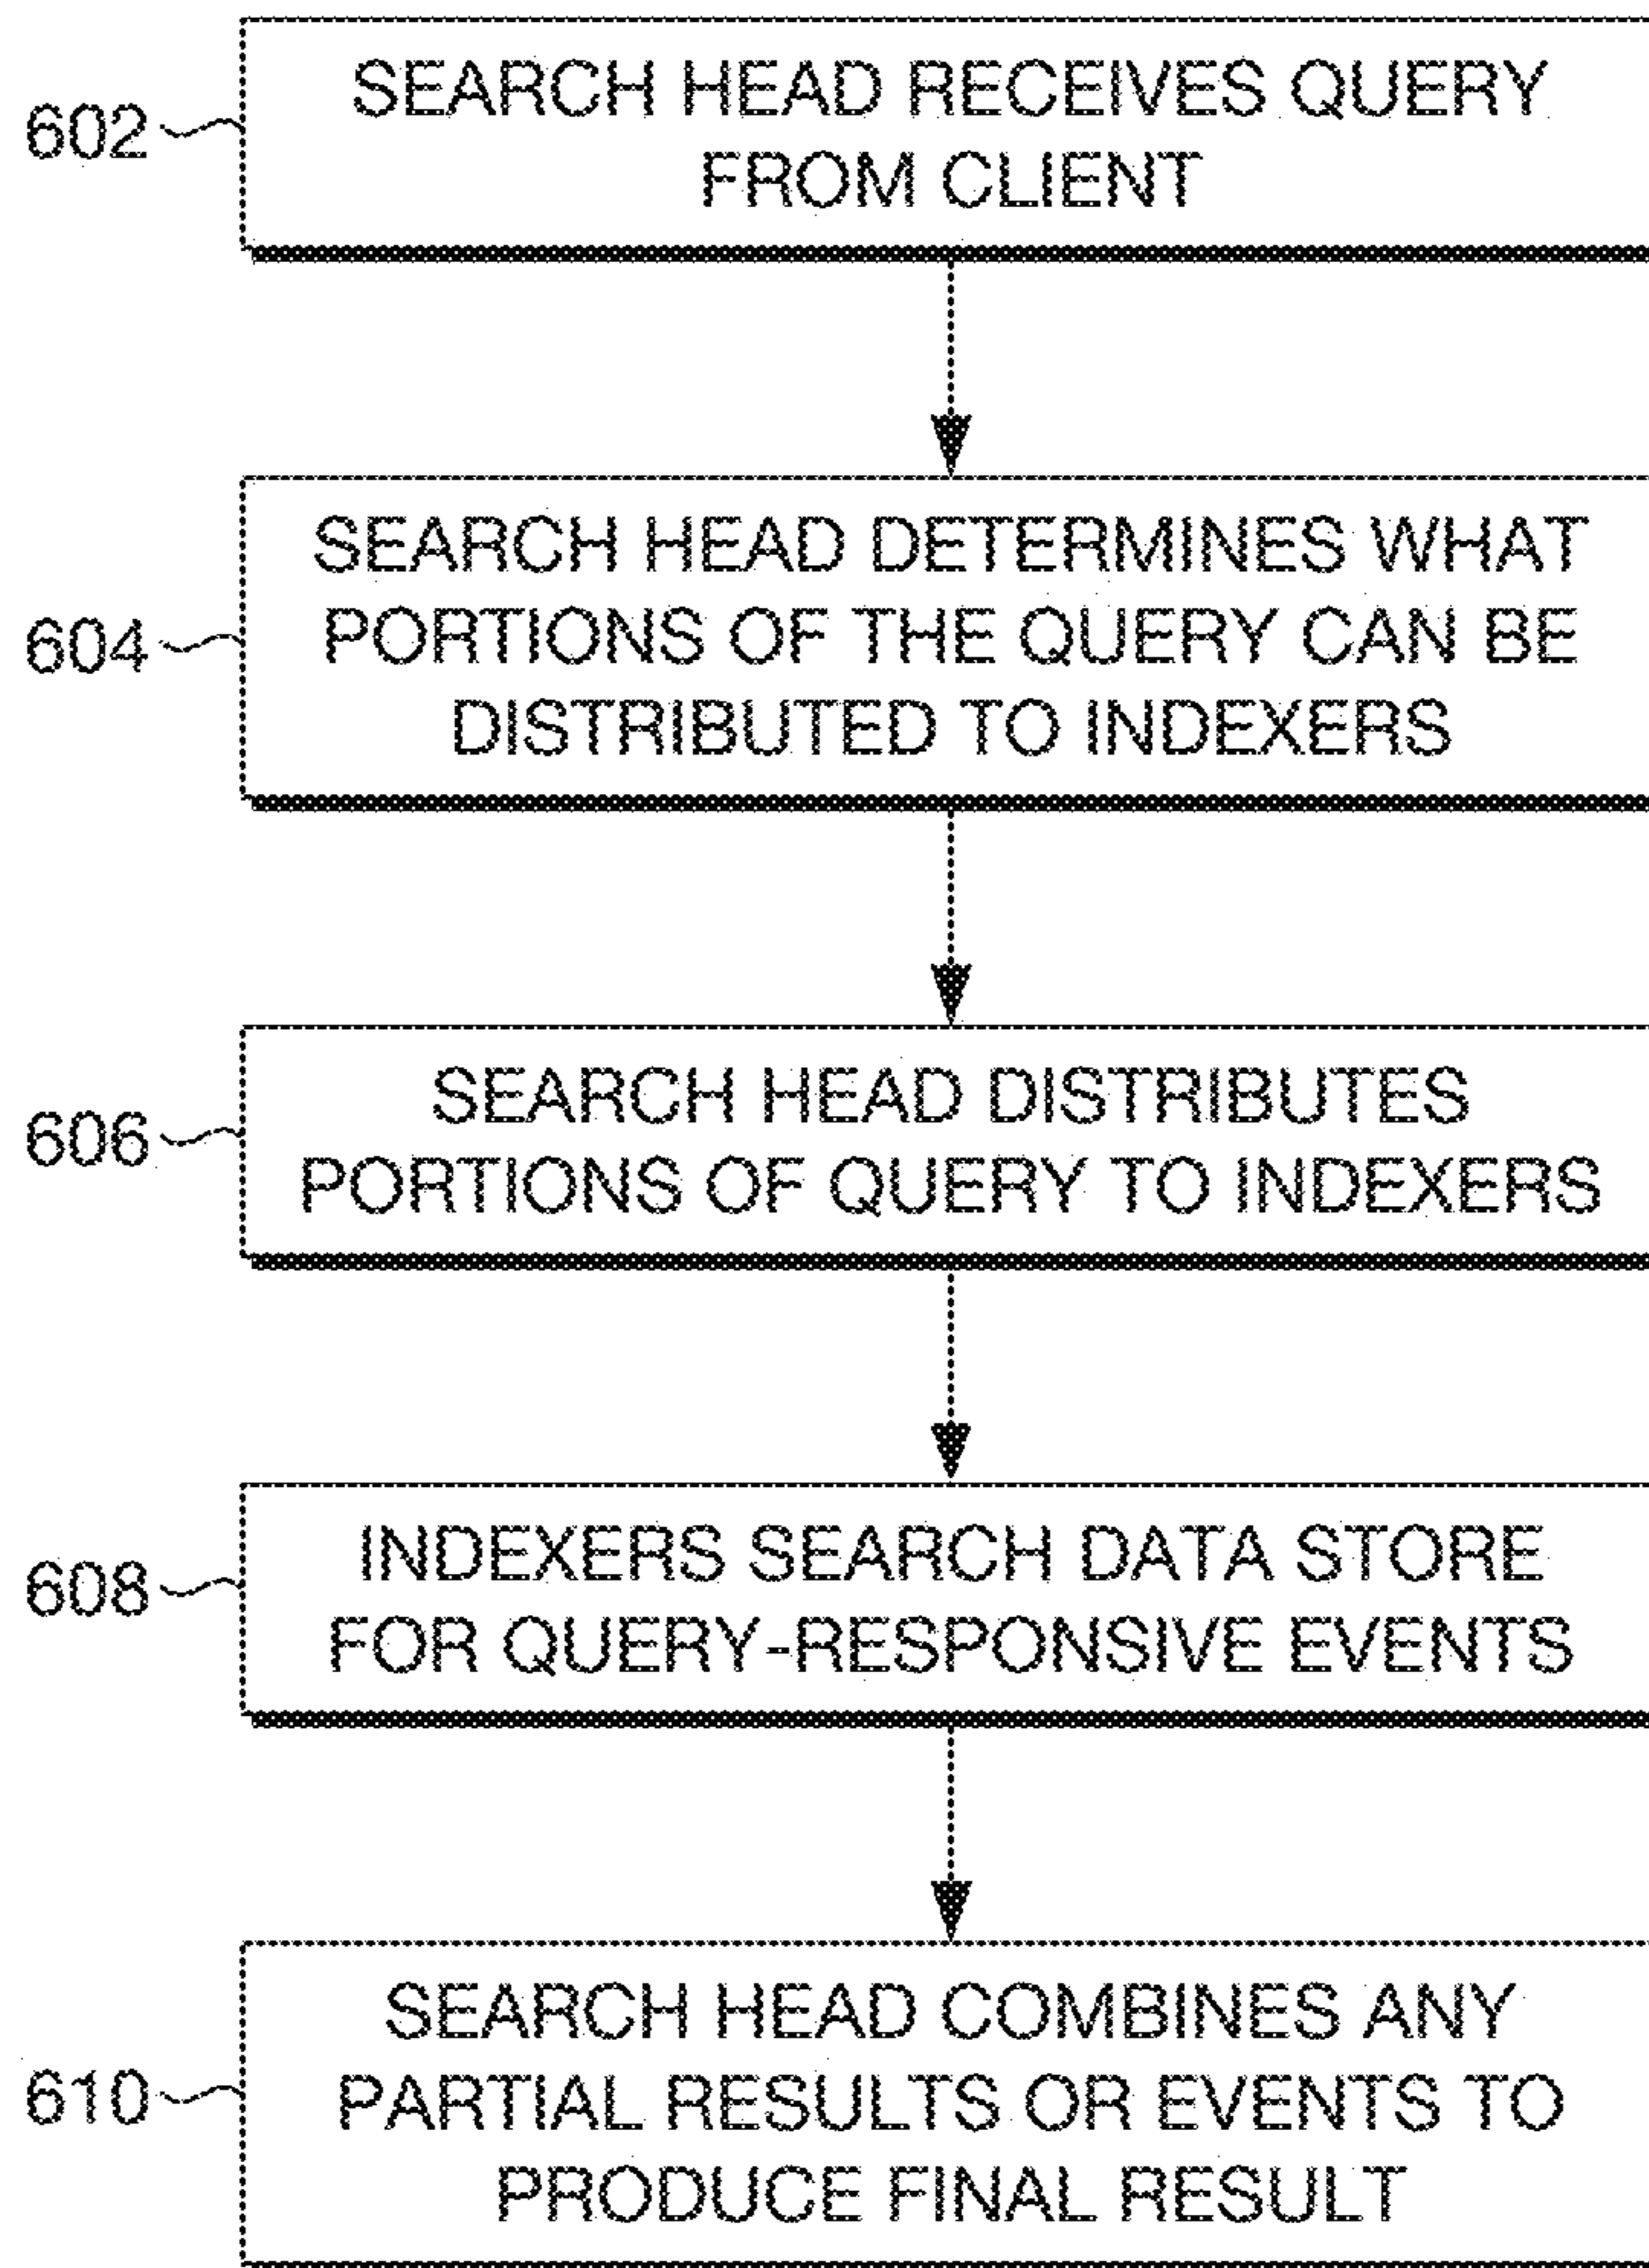 602
SEARCH HEAD RECEIVES QUERY
FROM CLIENT
604
SEARCH HEAD DETERMINES WHAT
PORTIONS OF THE QUERY CAN BE
DISTRIBUTED TO INDEXERS
606
SEARCH HEAD DISTRIBUTES
PORTIONS OF QUERY TO INDEXERS
608
INDEXERS SEARCH DATA STORE
FOR QUERY-RESPONSIVE EVENTS
610
SEARCH HEAD COMBINES ANY
PARTIAL RESULTS OR EVENTS TO
PRODUCE FINAL RESULT